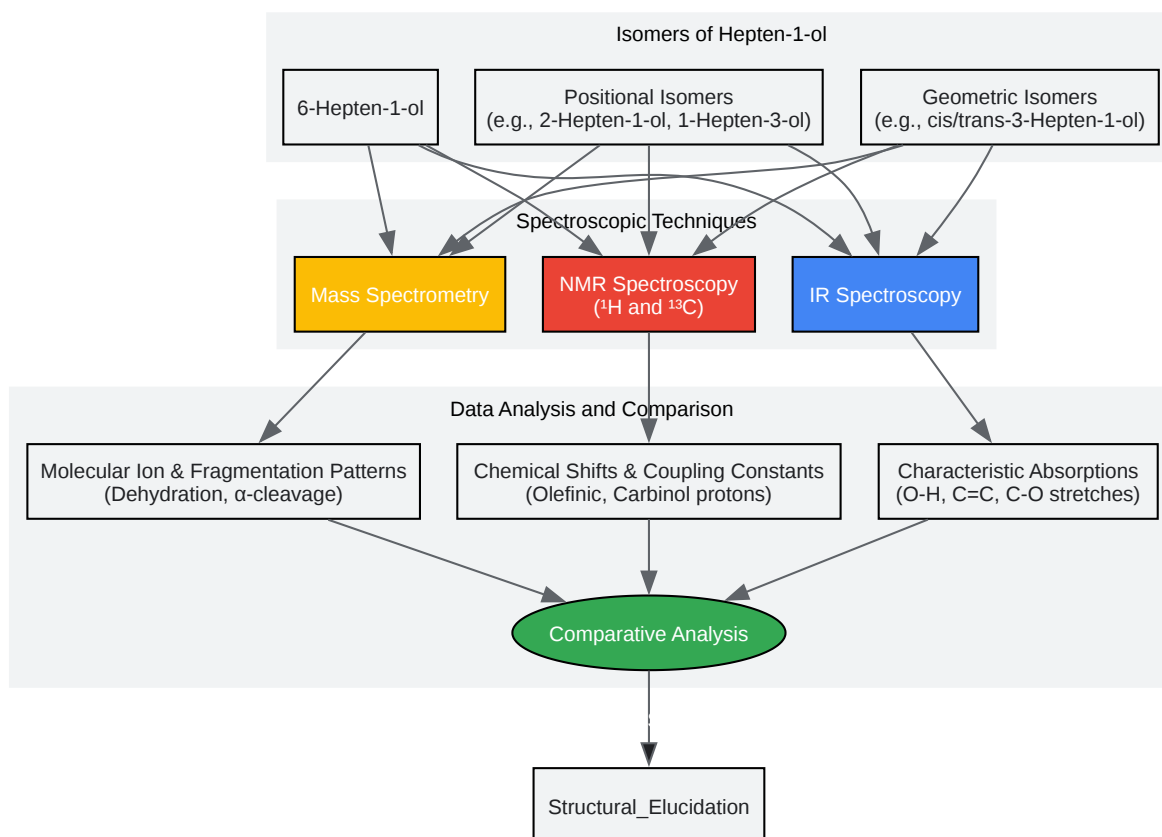 Isomers of Hepten-1-ol
6-Hepten-1-ol
Positional Isomers
(e.g., 2-Hepten-1-ol, 1-Hepten-3-ol)
Geometric Isomers
(e.g., cis/trans-3-Hepten-1-ol)
Spectroscopic Techniques
Mass Spectrometry
NMR Spectroscopy
(¹H and ¹³C)
IR Spectroscopy
Data Analysis and Comparison
Molecular Ion & Fragmentation Patterns
(Dehydration, α-cleavage)
Chemical Shifts & Coupling Constants
(Olefinic, Carbinol protons)
Characteristic Absorptions
(O-H, C=C, C-O stretches)
Comparative Analysis
Structural_Elucidation